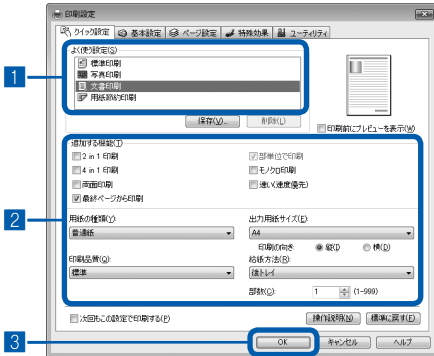 印刷設定
クイック設定 基本設定 ページ設定 特殊効果 ユーティリティ
よく使う設定(S)
標準印刷
写真印刷
文書印刷
用紙節約印刷
1
保存(V)... 削除(L)
印刷前にプレビューを表示(W)
追加する機能(T)
2 in 1 印刷 部単位で印刷
4 in 1 印刷 モノクロ印刷
両面印刷 速い(速度優先)
最終ページから印刷
2
用紙の種類(Y): 出力用紙サイズ(E):
普通紙 A4
印刷の向き: 縦(I) 横(D)
印刷品質(Q): 給紙方法(R):
標準 後トレイ
部数(C): 1 (1-999)
次回もこの設定で印刷する(P) 操作説明(N) 標準に戻す(F)
3
OK キャンセル ヘルプ